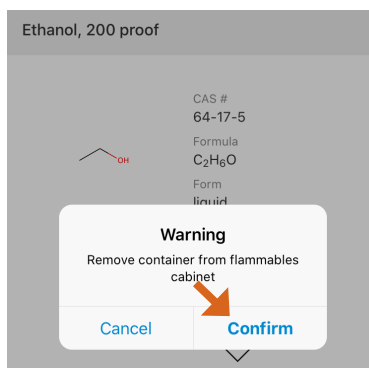 Ethanol, 200 proof
CAS #
64-17-5
Formula
C₂H₆O
Form
liquid
OH
Warning
Remove container from flammables
cabinet
Cancel
Confirm